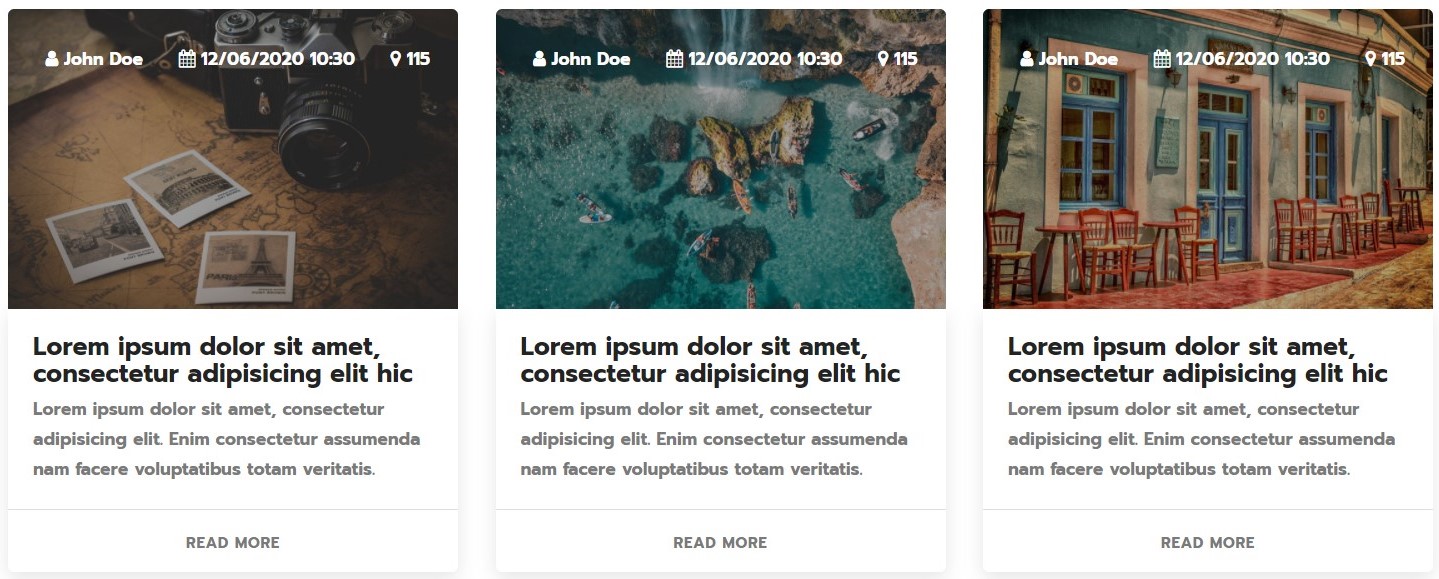 John Doe 12/06/2020 10:30 115
Lorem ipsum dolor sit amet,
consectetur adipisicing elit hic
Lorem ipsum dolor sit amet, consectetur
adipisicing elit. Enim consectetur assumenda
nam facere voluptatibus totam veritatis.
READ MORE
John Doe 12/06/2020 10:30 115
Lorem ipsum dolor sit amet,
consectetur adipisicing elit hic
Lorem ipsum dolor sit amet, consectetur
adipisicing elit. Enim consectetur assumenda
nam facere voluptatibus totam veritatis.
READ MORE
John Doe 12/06/2020 10:30 115
Lorem ipsum dolor sit amet,
consectetur adipisicing elit hic
Lorem ipsum dolor sit amet, consectetur
adipisicing elit. Enim consectetur assumenda
nam facere voluptatibus totam veritatis.
READ MORE